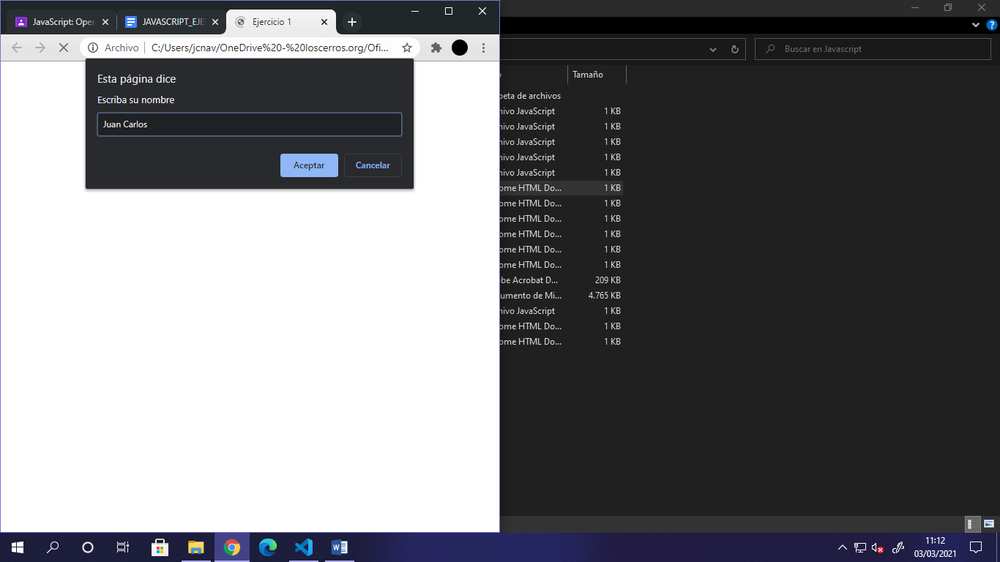 JavaScript: Oper
JAVASCRIPT_EJE
Ejercicio 1
Archivo
C:/Users/jcnav/OneDrive%20-%20loscerros.org/Ofi...
Esta página dice
Escriba su nombre
Juan Carlos
Aceptar
Cancelar
Buscar en Javascript
Tamaño
peta de archivos
hivo JavaScript 1 KB
hivo JavaScript 1 KB
hivo JavaScript 1 KB
hivo JavaScript 1 KB
hivo JavaScript 1 KB
ome HTML Do... 1 KB
ome HTML Do... 1 KB
ome HTML Do... 1 KB
ome HTML Do... 1 KB
ome HTML Do... 1 KB
ome HTML Do... 1 KB
be Acrobat D... 209 KB
umento de Mi... 4.765 KB
hivo JavaScript 1 KB
ome HTML Do... 1 KB
ome HTML Do... 1 KB
11:12
03/03/2021